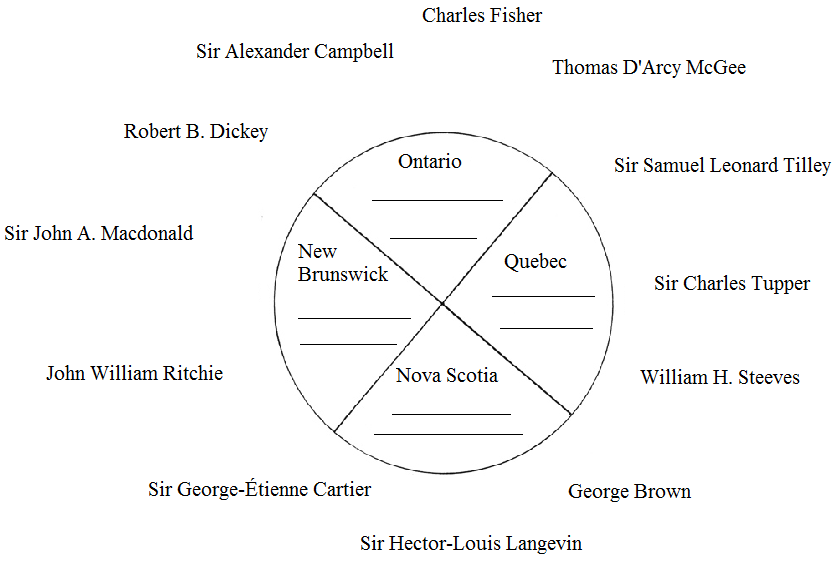 Charles Fisher
Sir Alexander Campbell
Thomas D'Arcy McGee
Robert B. Dickey
Ontario
Sir Samuel Leonard Tilley
Sir John A. Macdonald
New
Brunswick
Quebec
Sir Charles Tupper
John William Ritchie
Nova Scotia
William H. Steeves
Sir George-Étienne Cartier
George Brown
Sir Hector-Louis Langevin